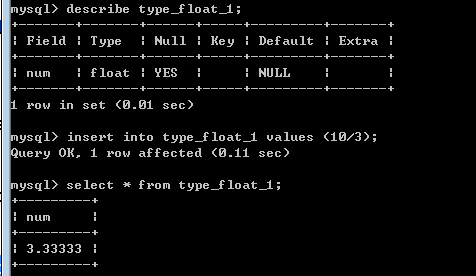 mysql> describe type_float_1;
+-------+-------+------+-----+---------+-------+
¦ Field ¦ Type  ¦ Null ¦ Key ¦ Default ¦ Extra ¦
+-------+-------+------+-----+---------+-------+
¦ num   ¦ float ¦ YES  ¦     ¦ NULL    ¦       ¦
+-------+-------+------+-----+---------+-------+
1 row in set (0.01 sec)
mysql> insert into type_float_1 values (10/3);
Query OK, 1 row affected (0.11 sec)
mysql> select * from type_float_1;
+---------+
¦ num     ¦
+---------+
¦ 3.33333 ¦
+---------+